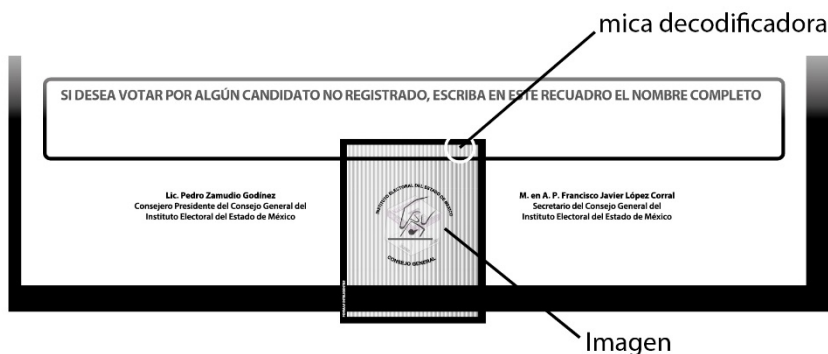 mica decodificadora
SI DESEA VOTAR POR ALGÚN CANDIDATO NO REGISTRADO, ESCRIBA EN ESTE RECUADRO EL NOMBRE COMPLETO
Lic. Pedro Zamudio Godínez
Consejero Presidente del Consejo General del
Instituto Electoral del Estado de México
INSTITUTO ELECTORAL DEL ESTADO DE MÉXICO
CONSEJO GENERAL
M. en A. P. Francisco Javier López Corral
Secretario del Consejo General del
Instituto Electoral del Estado de México
Imagen